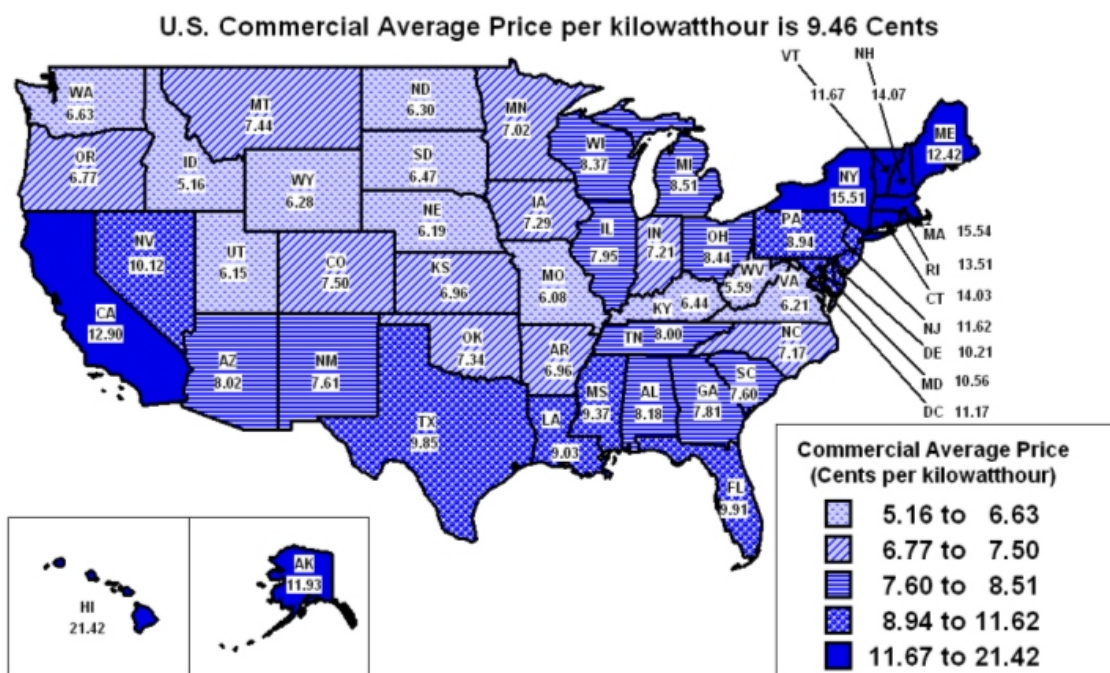 U.S. Commercial Average Price per kilowatthour is 9.46 Cents
VT
11.67
NH
14.07
WA
6.63
MT
7.44
ND
6.30
MN
7.02
ME
12.42
OR
6.77
ID
5.16
WY
6.28
SD
6.47
WI
8.37
MI
8.51
NY
15.51
NE
6.19
IA
7.29
PA
8.94
MA 15.54
NV
10.12
UT
6.15
CO
7.50
KS
6.96
MO
6.08
IL
7.95
IN
7.21
OH
8.44
WV
5.59
VA
6.21
RI 13.51
CT 14.03
CA
12.90
KY 6.44
NJ 11.62
AZ
8.02
NM
7.61
OK
7.34
AR
6.96
TN 8.00
NC
7.17
DE 10.21
MD 10.56
DC 11.17
TX
9.85
LA
9.03
MS
9.37
AL
8.18
GA
7.81
SC
7.60
FL
9.91
HI
21.42
AK
11.93
Commercial Average Price
(Cents per kilowatthour)
5.16 to 6.63
6.77 to 7.50
7.60 to 8.51
8.94 to 11.62
11.67 to 21.42